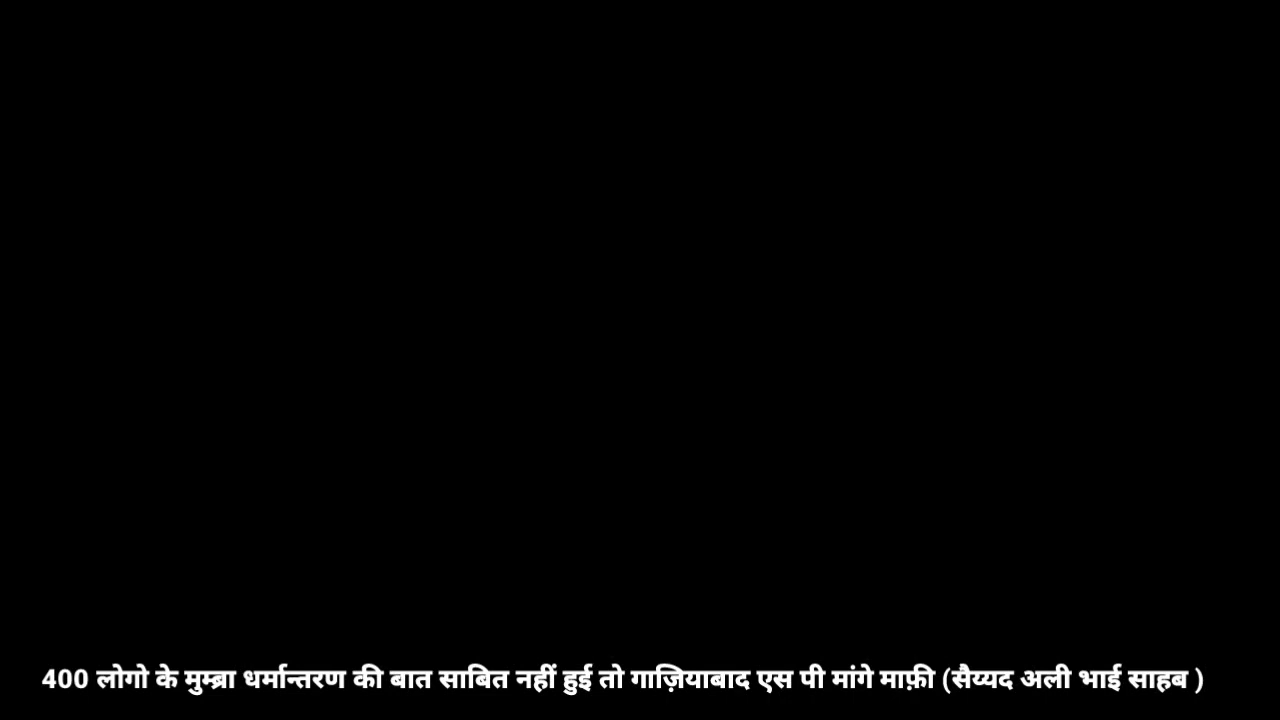 400 लोगो के मुम्ब्रा धर्मान्तरण की बात साबित नहीं हुई तो गाज़ियाबाद एस पी मांगे माफ़ी (सैय्यद अली भाई साहब )